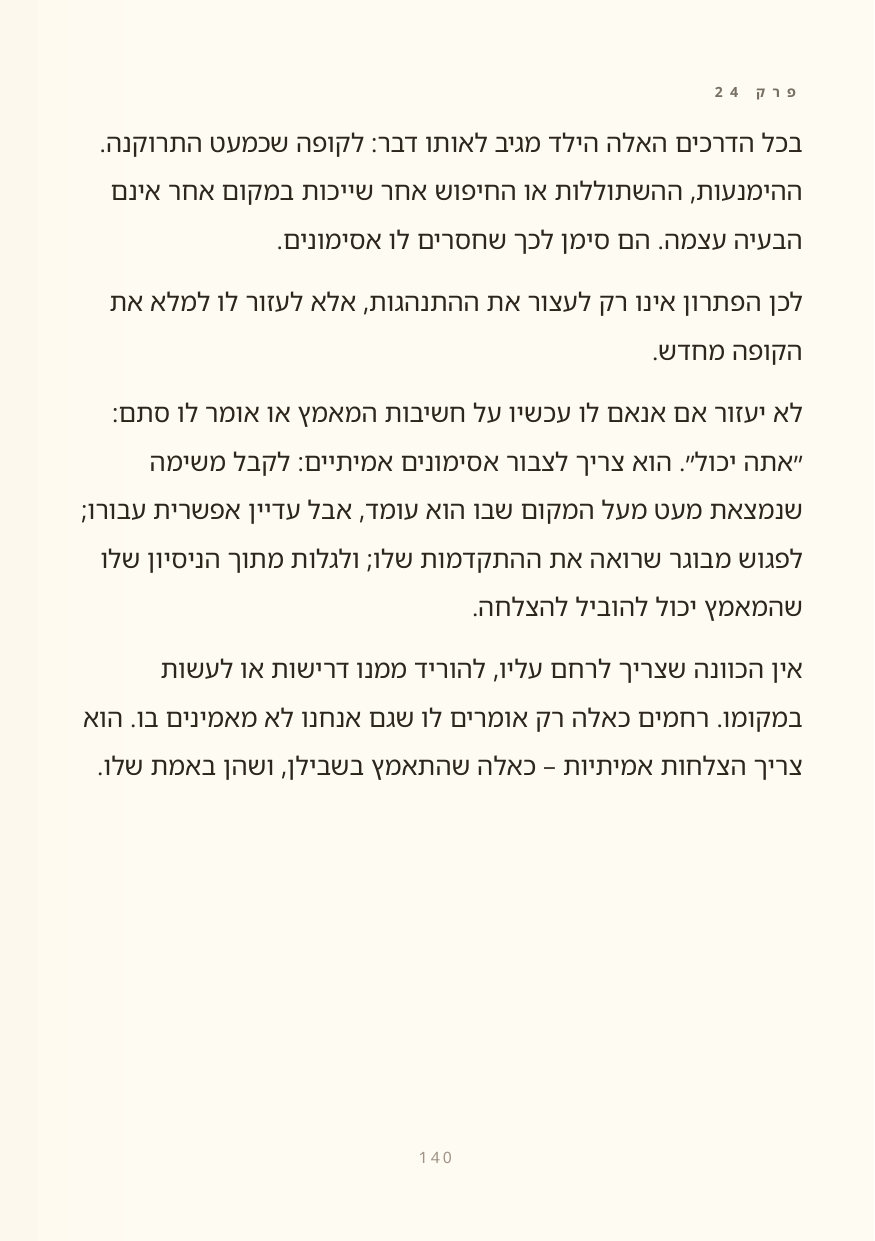 פרק 24
בכל הדרכים האלה הילד מגיב לאותו דבר: לקופה שכמעט התרוקנה.
ההימנעות, ההשתוללות או החיפוש אחר שייכות במקום אחר אינם
הבעיה עצמה. הם סימן לכך שחסרים לו אסימונים.
לכן הפתרון אינו רק לעצור את ההתנהגות, אלא לעזור לו למלא את
הקופה מחדש.
לא יעזור אם אנאם לו עכשיו על חשיבות המאמץ או אומר לו סתם:
״אתה יכול״. הוא צריך לצבור אסימונים אמיתיים: לקבל משימה
שנמצאת מעט מעל המקום שבו הוא עומד, אבל עדיין אפשרית עבורו;
לפגוש מבוגר שרואה את ההתקדמות שלו; ולגלות מתוך הניסיון שלו
שהמאמץ יכול להוביל להצלחה.
אין הכוונה שצריך לרחם עליו, להוריד ממנו דרישות או לעשות
במקומו. רחמים כאלה רק אומרים לו שגם אנחנו לא מאמינים בו. הוא
צריך הצלחות אמיתיות – כאלה שהתאמץ בשבילן, ושהן באמת שלו.
140